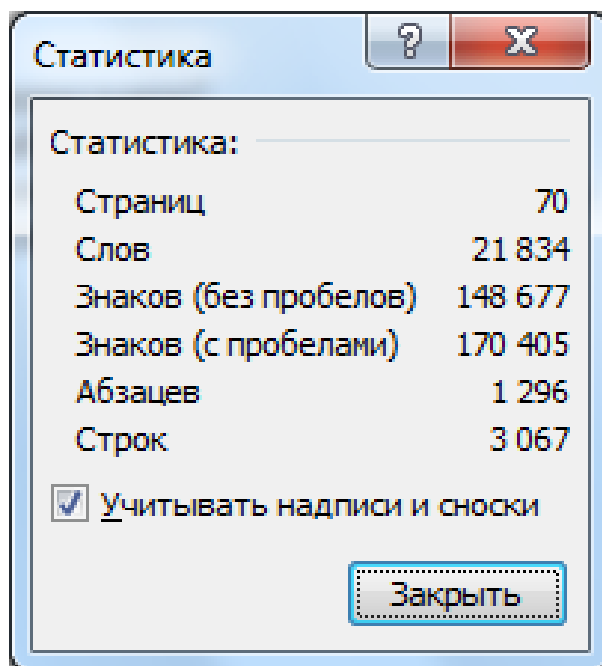 Статистика
Статистика:
Страниц 70
Слов 21 834
Знаков (без пробелов) 148 677
Знаков (с пробелами) 170 405
Абзацев 1 296
Строк 3 067
Учитывать надписи и сноски
Закрыть